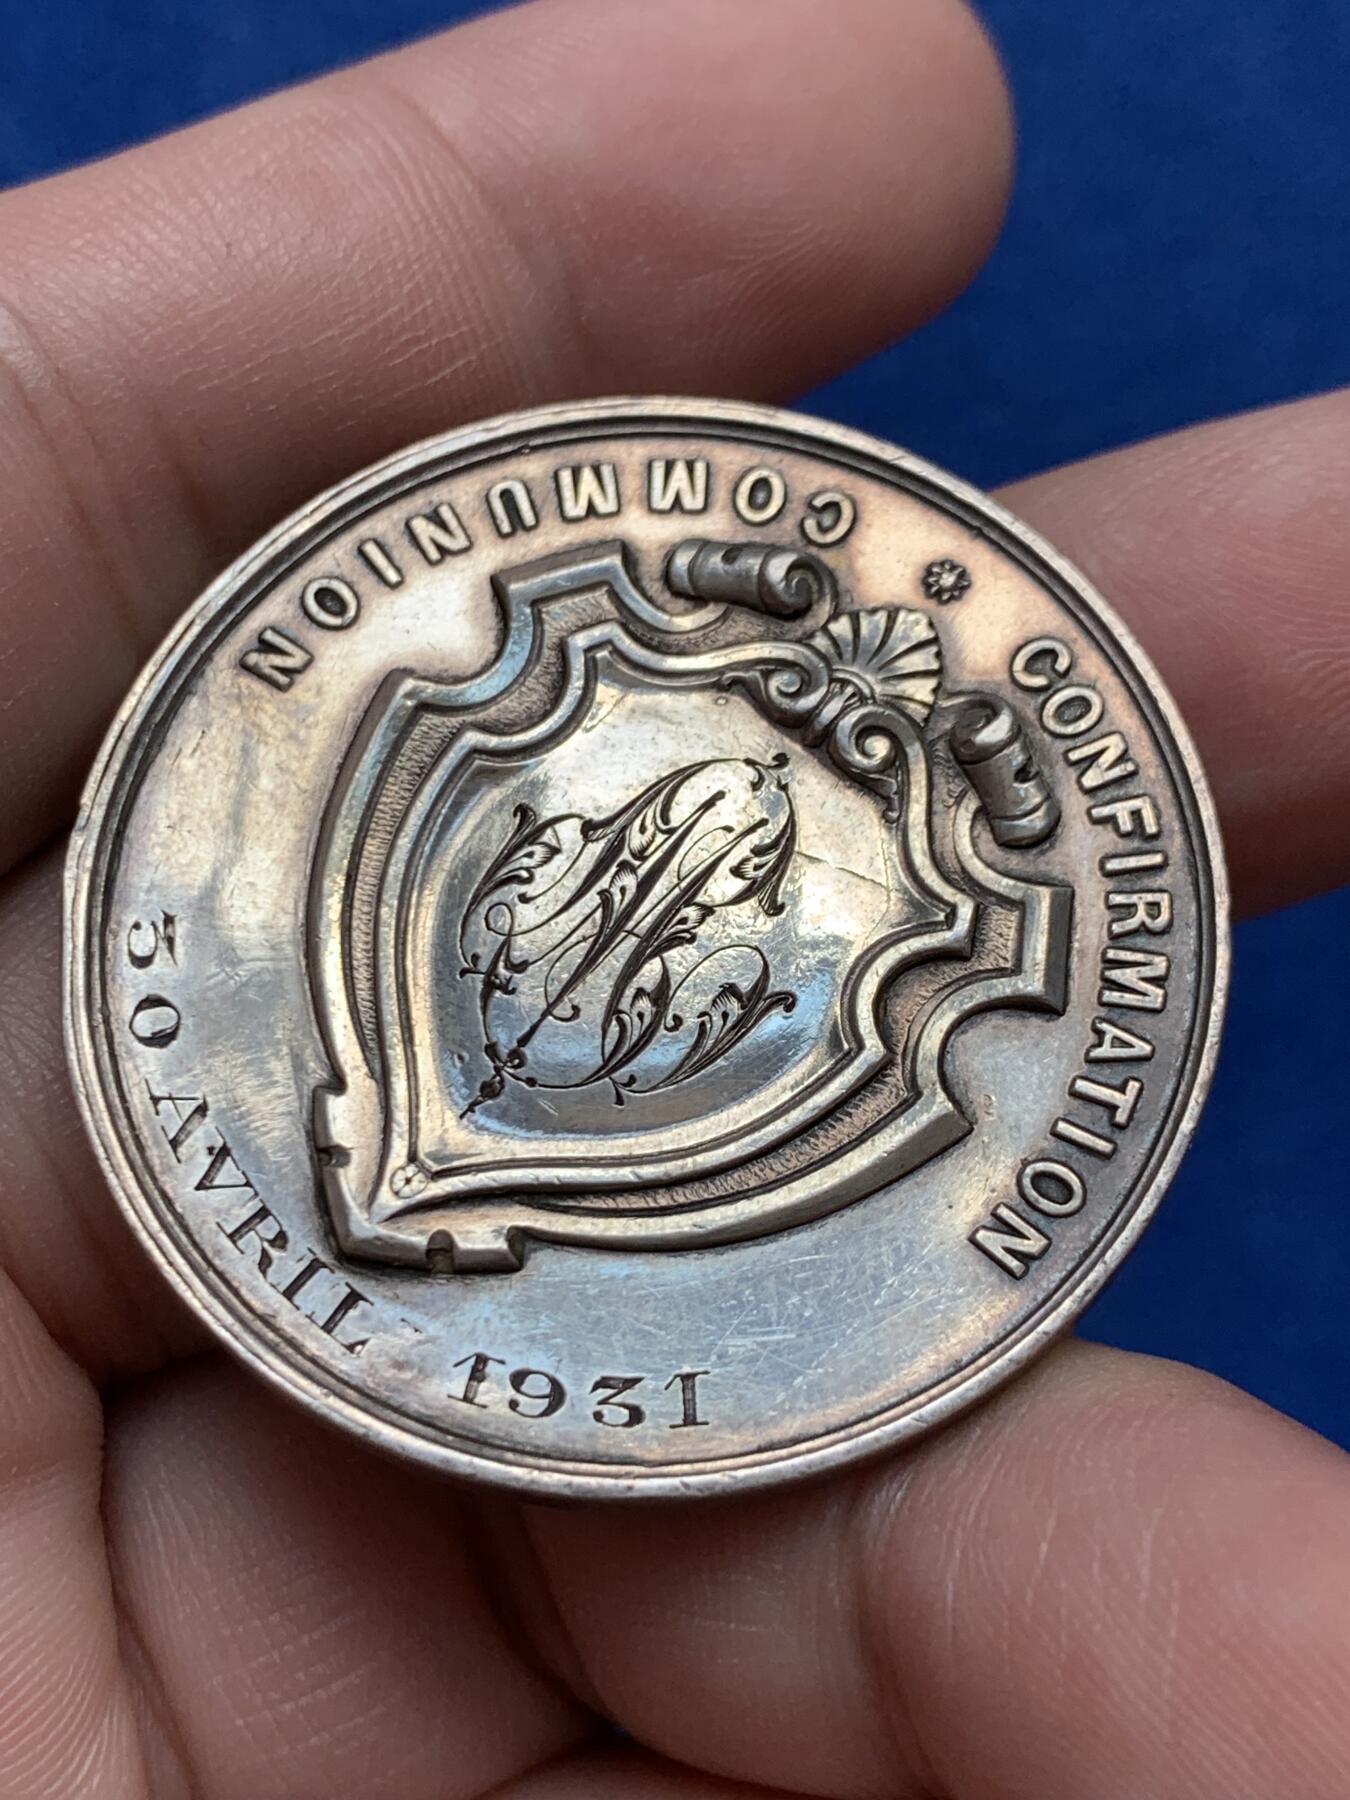 COMMUNION * CONFIRMATION
30 AVRIL 1931